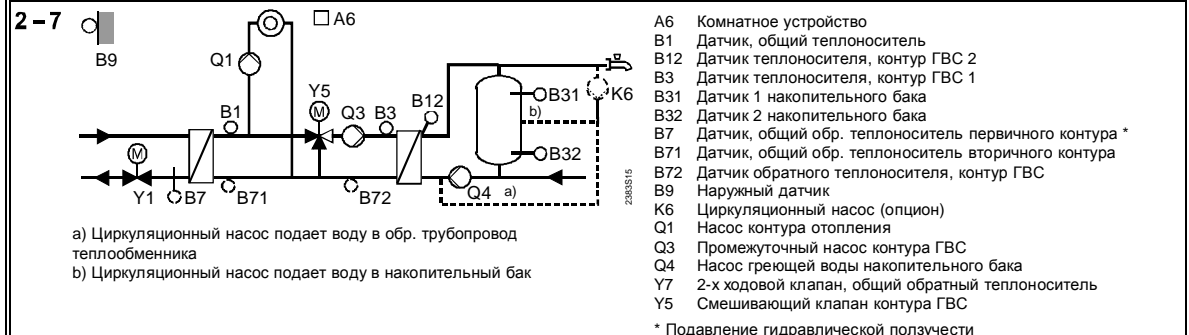 2-7
A6
B9
Q1
Y5
B1
M
Q3
B3
B12
B31
K6
b)
B32
M
Y1
B7
B71
B72
Q4
a)
2383S15
a) Циркуляционный насос подает воду в обр. трубопровод
теплообменника
b) Циркуляционный насос подает воду в накопительный бак
A6 Комнатное устройство
B1 Датчик, общий теплоноситель
B12 Датчик теплоносителя, контур ГВС 2
B3 Датчик теплоносителя, контур ГВС 1
B31 Датчик 1 накопительного бака
B32 Датчик 2 накопительного бака
B7 Датчик, общий обр. теплоноситель первичного контура *
B71 Датчик, общий обр. теплоноситель вторичного контура
B72 Датчик обратного теплоносителя, контур ГВС
B9 Наружный датчик
K6 Циркуляционный насос (опцион)
Q1 Насос контура отопления
Q3 Промежуточный насос контура ГВС
Q4 Насос греющей воды накопительного бака
Y7 2-х ходовой клапан, общий обратный теплоноситель
Y5 Смешивающий клапан контура ГВС
* Подавление гидравлической ползучести